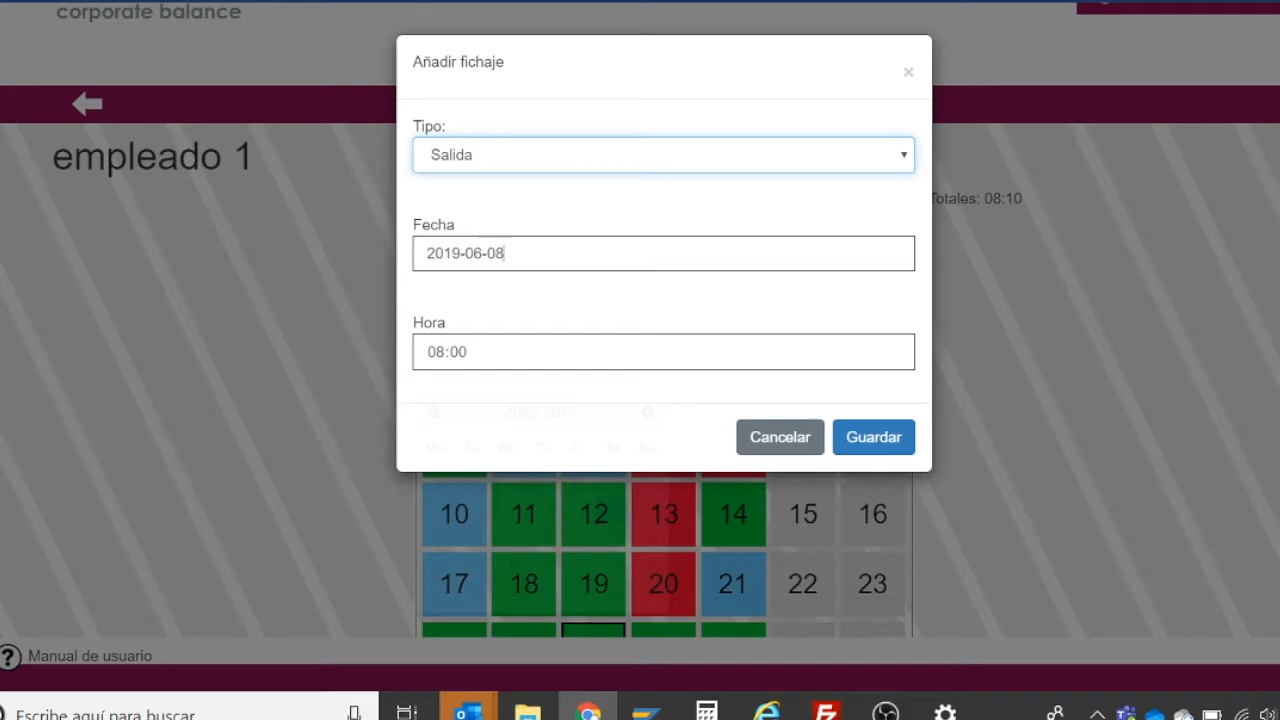 corporate balance
Añadir fichaje
×
Tipo:
empleado 1
Salida
Totales: 08:10
Fecha
2019-06-08
Hora
08:00
Cancelar
Guardar
10 11 12 13 14 15 16
17 18 19 20 21 22 23
? Manual de usuario
Escribe aquí para buscar